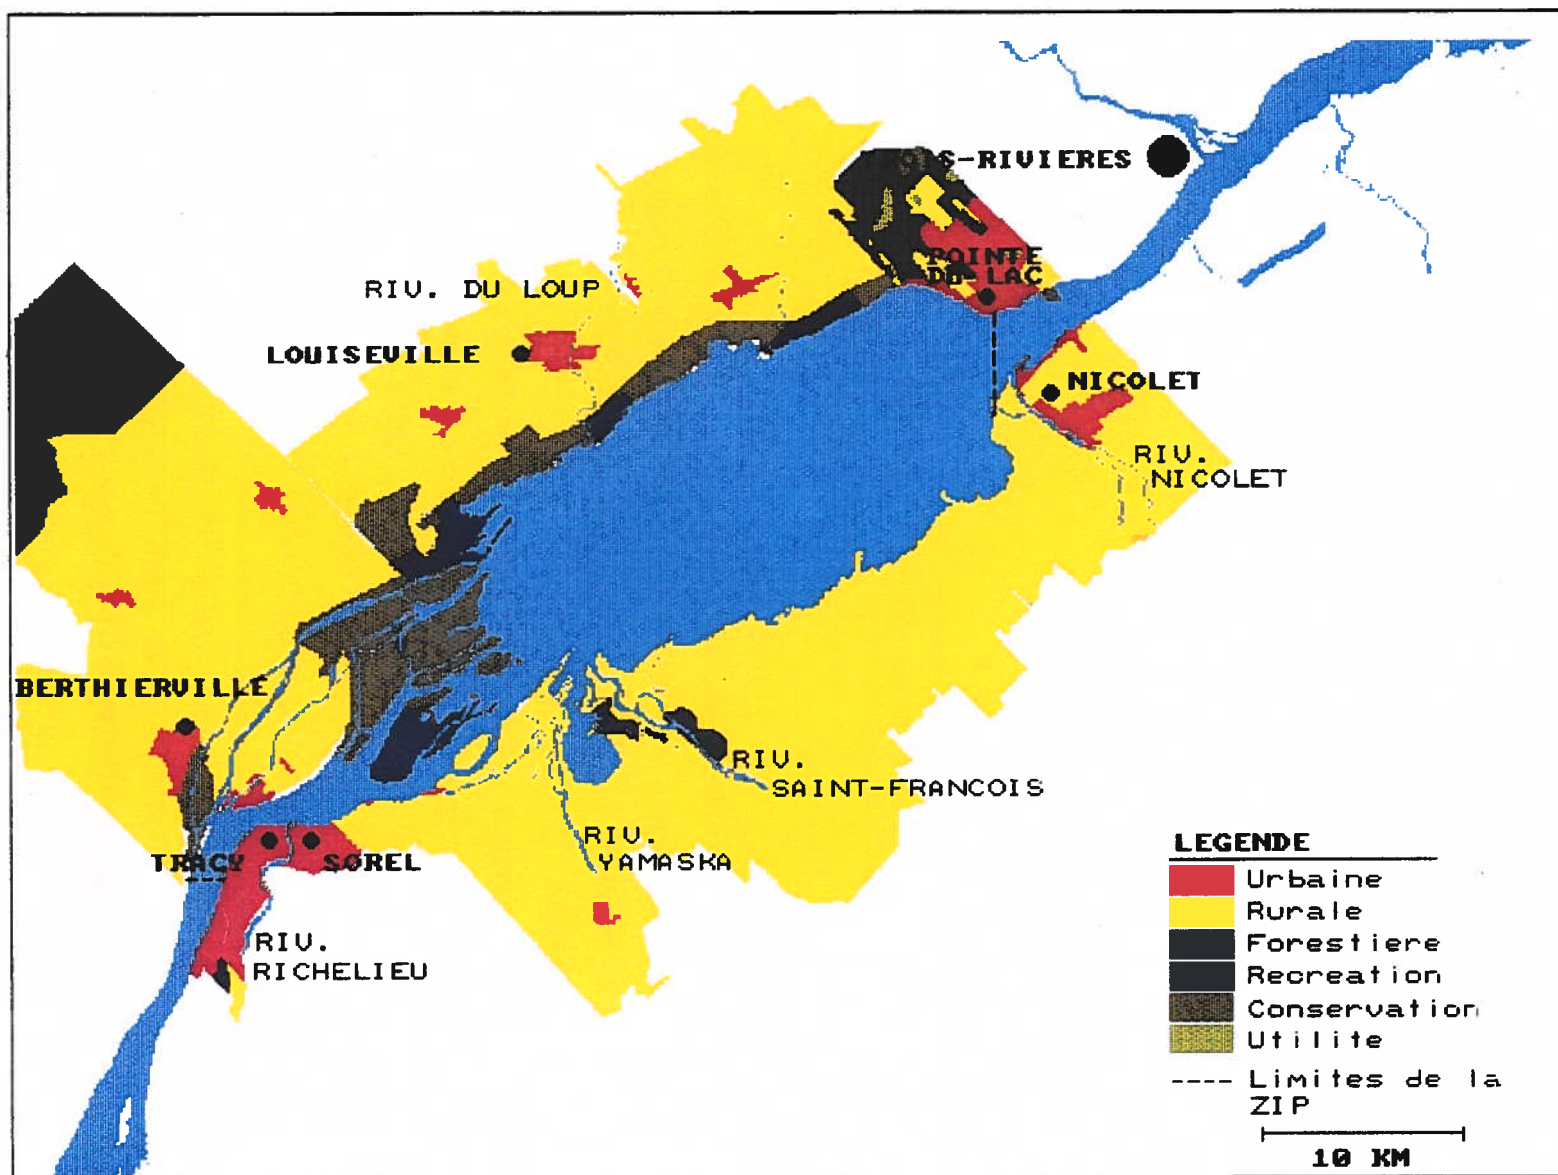 S-RIVIERES
POINTE
DU-LAC
RIV. DU LOUP
LOUISEVILLE
NICOLET
RIV.
NICOLET
BERTHIERVILLE
RIV.
SAINT-FRANCOIS
RIV.
YAMASKA
TRACY
SOREL
RIV.
RICHELIEU
LEGENDE
Urbaine
Rurale
Forestiere
Recreation
Conservation
Utilite
Limites de la
ZIP
10 KM